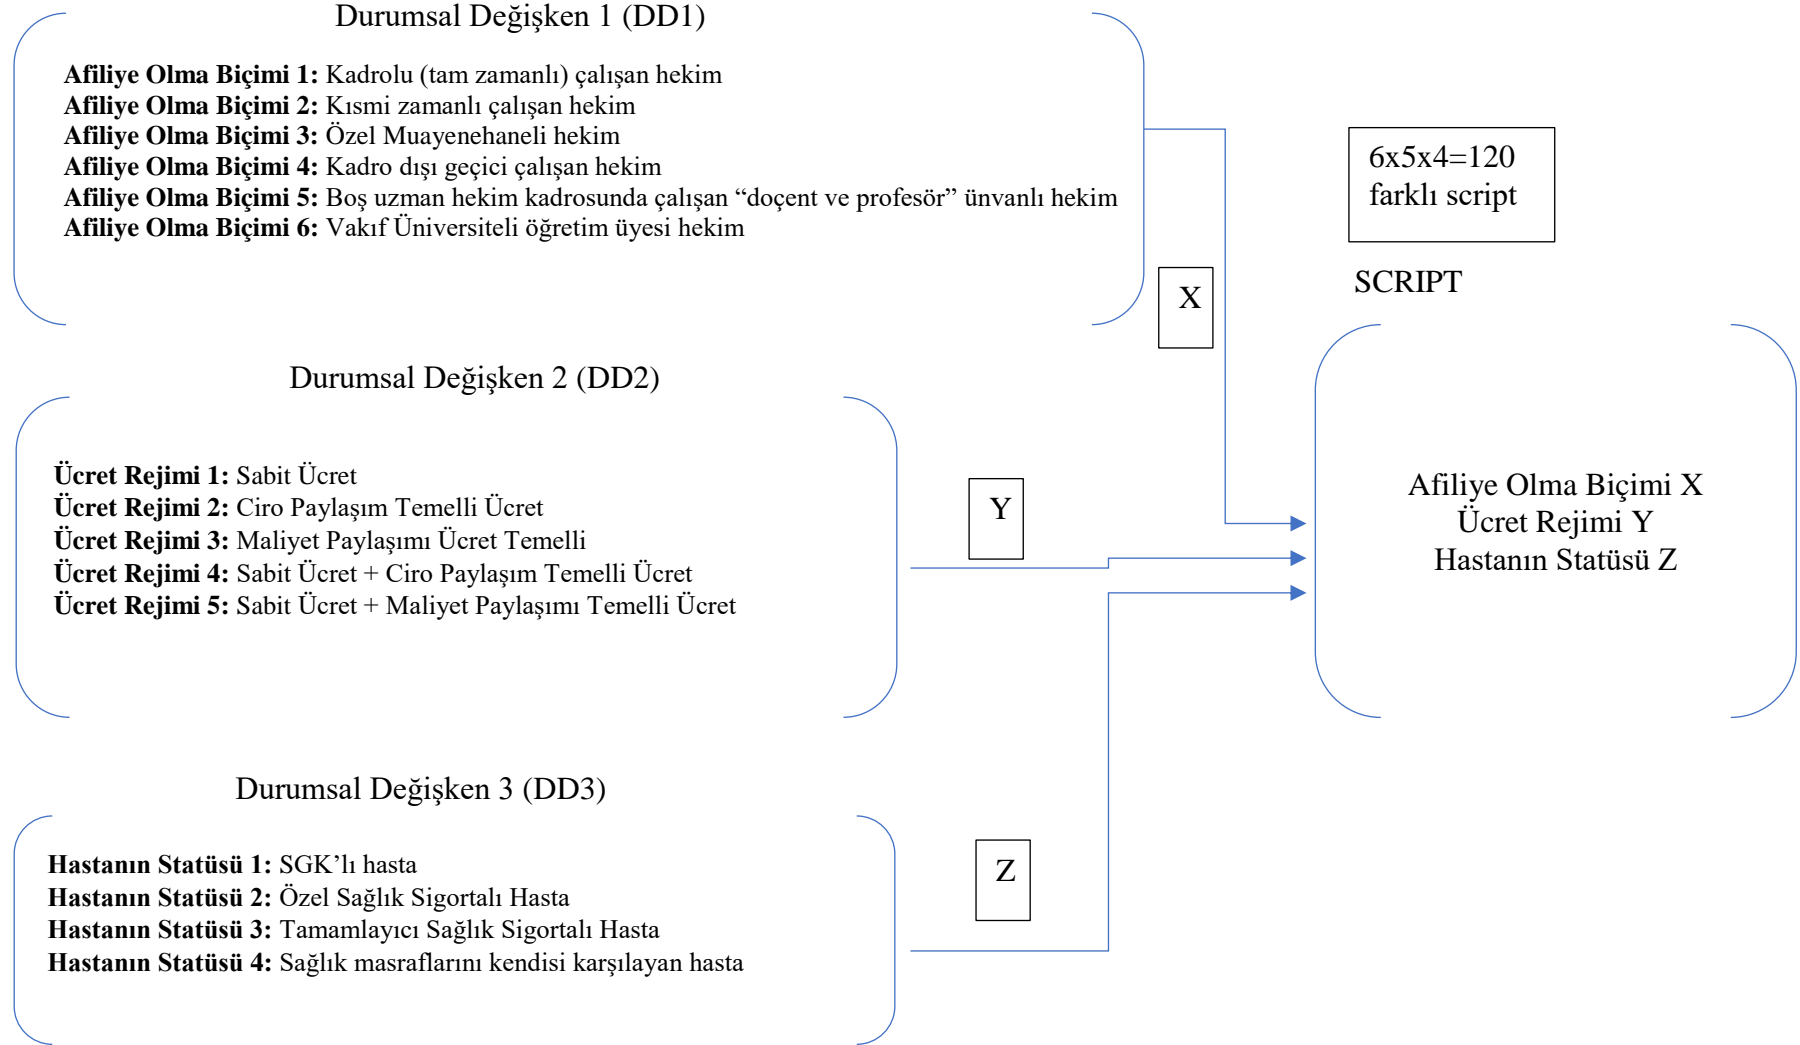 Durumsal Değişken 1 (DD1)
Afiliye Olma Biçimi 1: Kadrolu (tam zamanlı) çalışan hekim
Afiliye Olma Biçimi 2: Kısmi zamanlı çalışan hekim
Afiliye Olma Biçimi 3: Özel Muayenehaneli hekim
Afiliye Olma Biçimi 4: Kadro dışı geçici çalışan hekim
Afiliye Olma Biçimi 5: Boş uzman hekim kadrosunda çalışan “doçent ve profesör” ünvanlı hekim
Afiliye Olma Biçimi 6: Vakıf Üniversiteli öğretim üyesi hekim
X
6x5x4=120
farklı script
SCRIPT
Durumsal Değişken 2 (DD2)
Ücret Rejimi 1: Sabit Ücret
Ücret Rejimi 2: Ciro Paylaşım Temelli Ücret
Ücret Rejimi 3: Maliyet Paylaşımı Ücret Temelli
Ücret Rejimi 4: Sabit Ücret + Ciro Paylaşım Temelli Ücret
Ücret Rejimi 5: Sabit Ücret + Maliyet Paylaşımı Temelli Ücret
Y
Afiliye Olma Biçimi X
Ücret Rejimi Y
Hastanın Statüsü Z
Durumsal Değişken 3 (DD3)
Hastanın Statüsü 1: SGK’lı hasta
Hastanın Statüsü 2: Özel Sağlık Sigortalı Hasta
Hastanın Statüsü 3: Tamamlayıcı Sağlık Sigortalı Hasta
Hastanın Statüsü 4: Sağlık masraflarını kendisi karşılayan hasta
Z